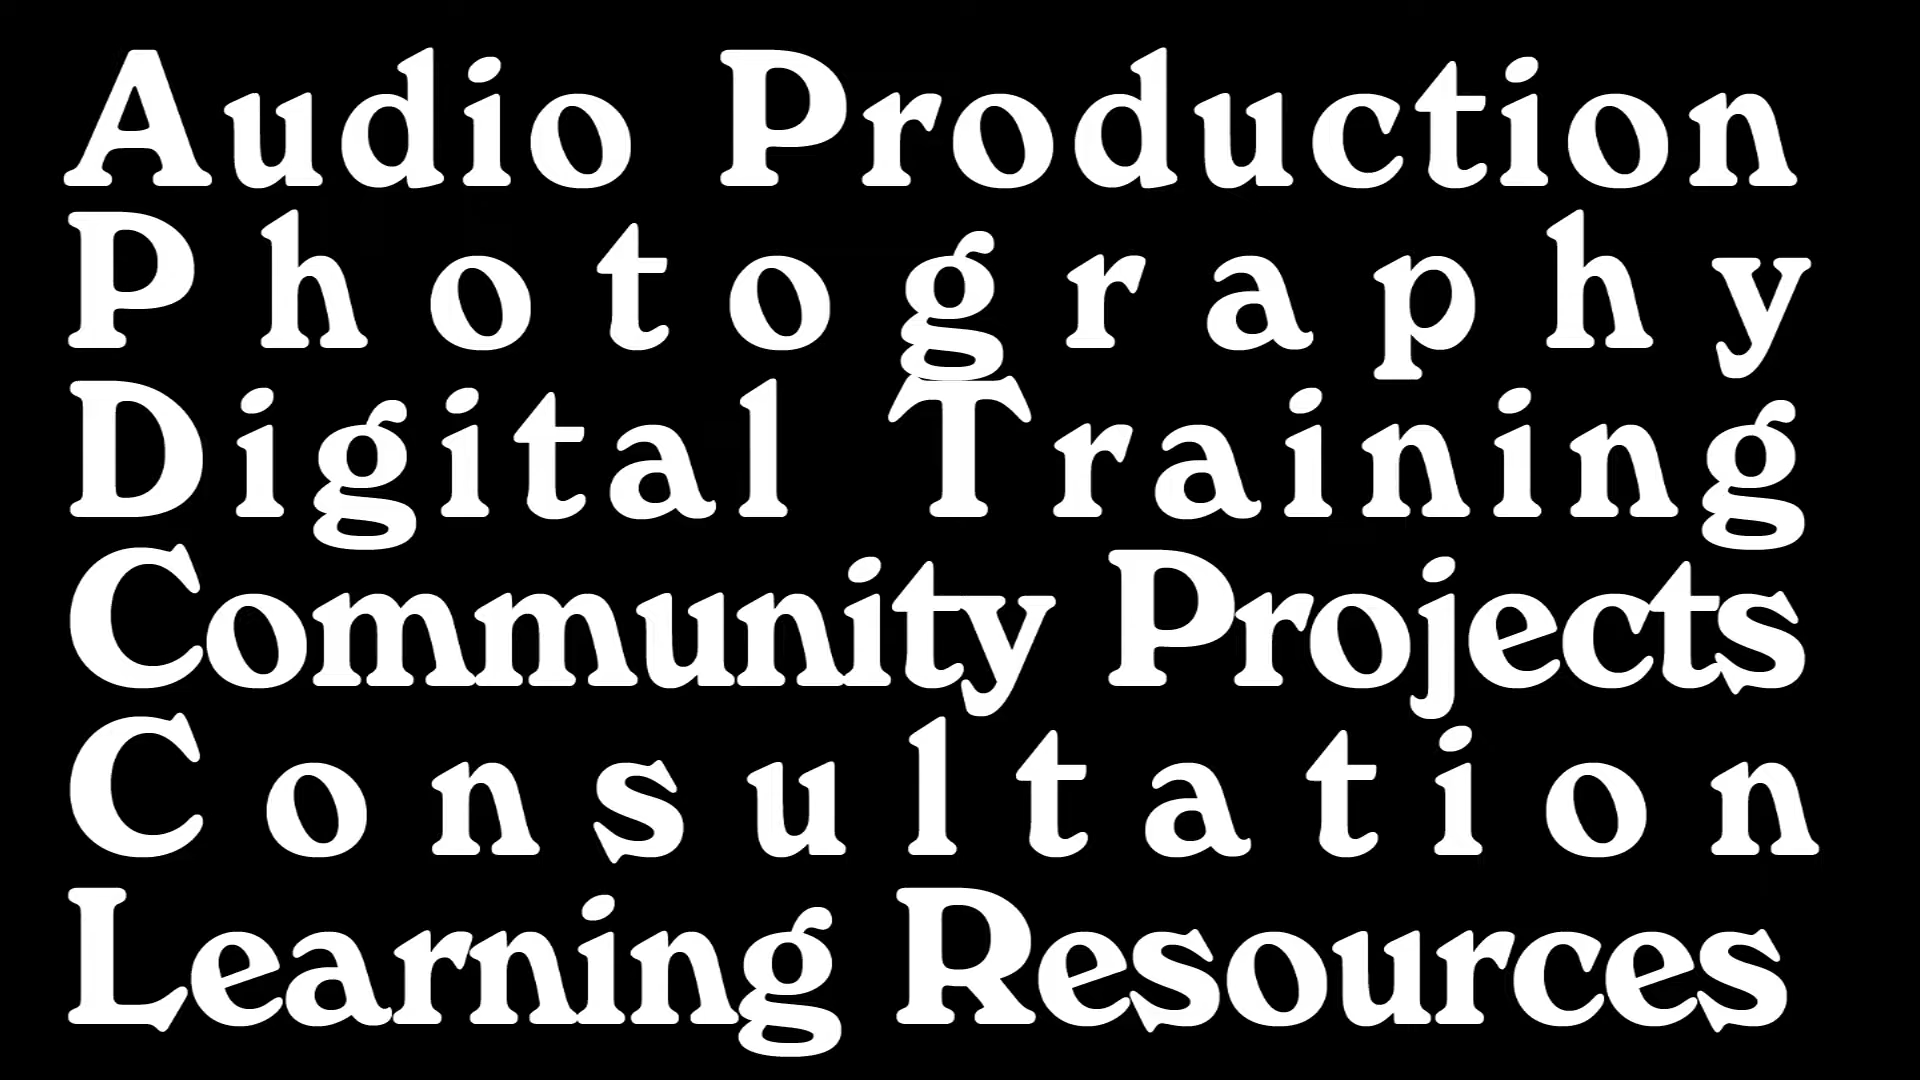 Audio Production
Photography
Digital Training
Community Projects
Consultation
Learning Resources